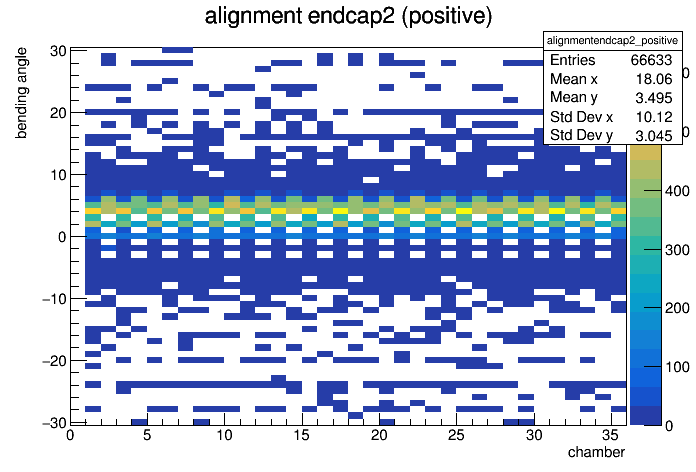 alignment endcap2 (positive)
bending angle
30
20
10
0
−10
−20
−30
0
5
10
15
20
25
30
35
chamber
alignmentendcap2_positive
Entries 66633
Mean x 18.06
Mean y 3.495
Std Dev x 10.12
Std Dev y 3.045
400
300
200
100
0